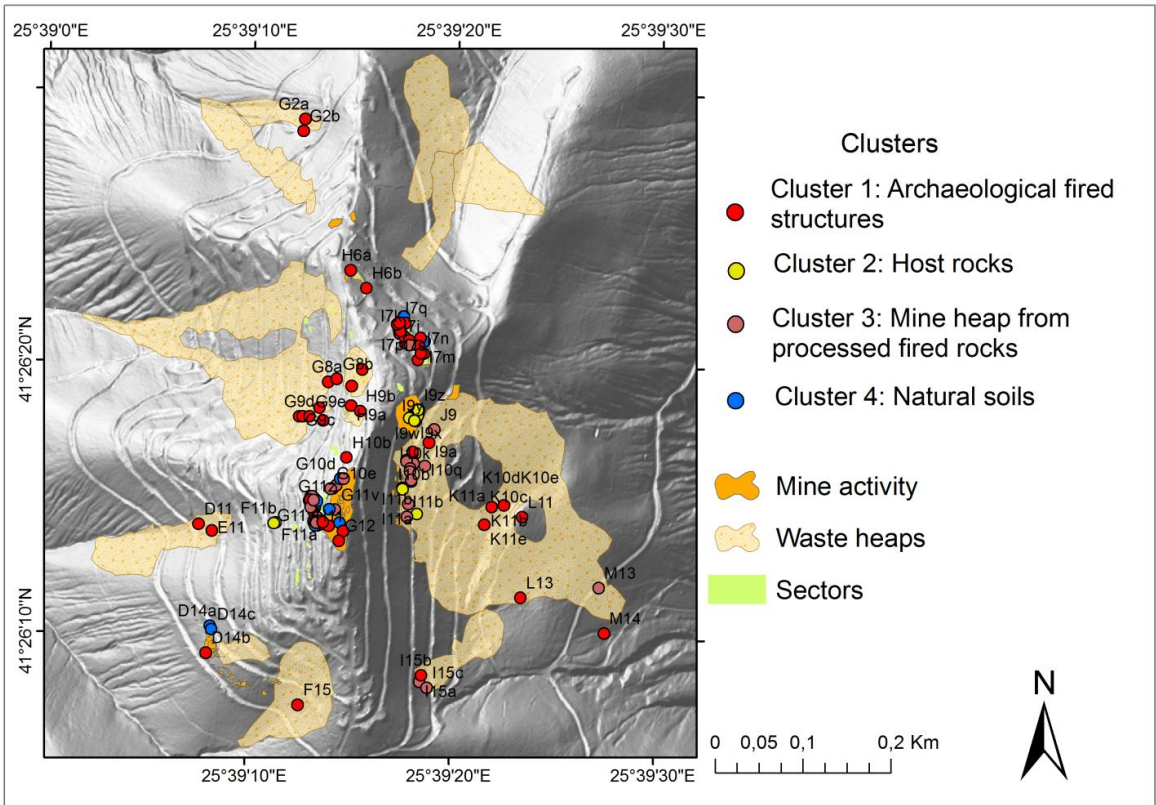 25°39'0"E 25°39'10"E 25°39'20"E 25°39'30"E
G2a
G2b
H6a
H6b
I7q
I7n
I7m
41°26'20"N
G8a
G8b
G9d
G9e
H9b
H9a
I9z
J9
I9w
I9x
H10b
I9a
G10d
G10e
I10q
K10d
K10e
K10c
K11a
L11
G11v
I11b
I11a
K11b
K11e
D11
F11b
E11
F11a
G12
L13
M13
M14
41°26'10"N
D14a
D14c
D14b
I15b
I15c
I15a
F15
25°39'10"E 25°39'20"E 25°39'30"E
Clusters
Cluster 1: Archaeological fired
structures
Cluster 2: Host rocks
Cluster 3: Mine heap from
processed fired rocks
Cluster 4: Natural soils
Mine activity
Waste heaps
Sectors
N
0 0,05 0,1 0,2 Km